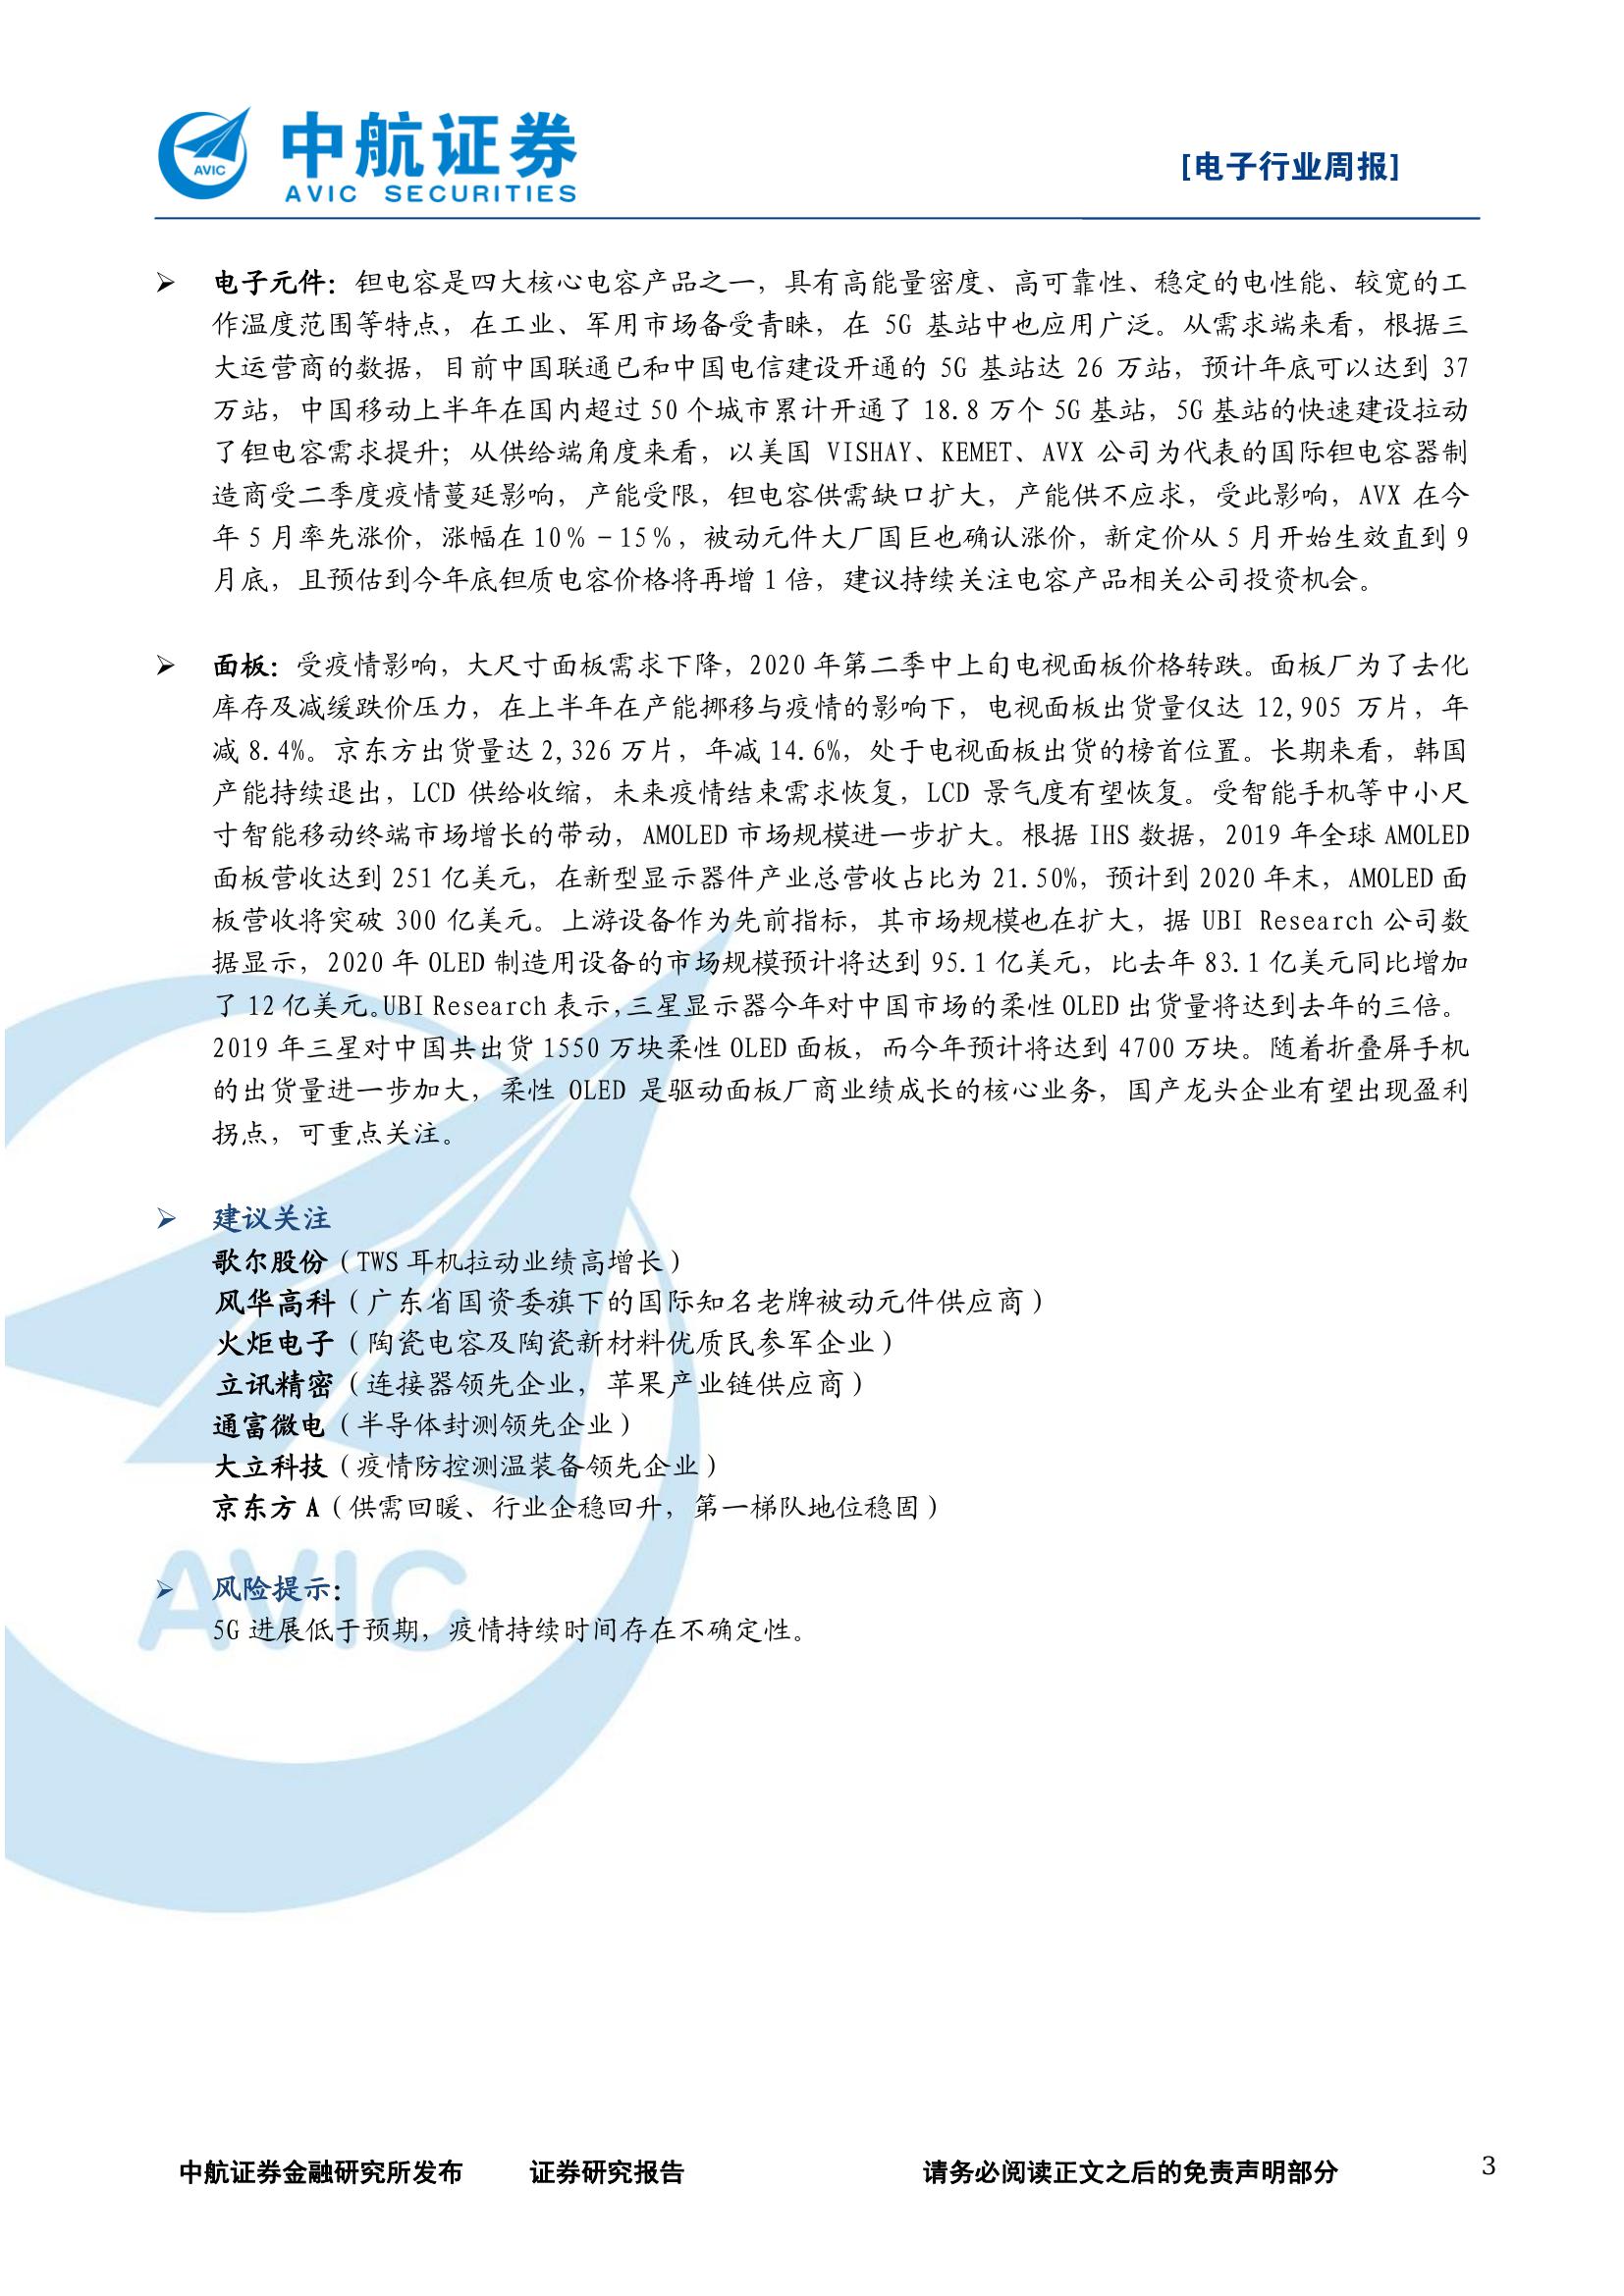 中航证券
AVIC SECURITIES
AVIC
[电子行业周报]
➢ 电子元件：钽电容是四大核心电容产品之一，具有高能量密度、高可靠性、稳定的电性能、较宽的工
作温度范围等特点，在工业、军用市场备受青睐，在 5G 基站中也应用广泛。从需求端来看，根据三
大运营商的数据，目前中国联通已和中国电信建设开通的 5G 基站达 26 万站，预计年底可以达到 37
万站，中国移动上半年在国内超过 50 个城市累计开通了 18.8 万个 5G 基站，5G 基站的快速建设拉动
了钽电容需求提升；从供给端角度来看，以美国 VISHAY、KEMET、AVX 公司为代表的国际钽电容器制
造商受二季度疫情蔓延影响，产能受限，钽电容供需缺口扩大，产能供不应求，受此影响，AVX 在今
年 5 月率先涨价，涨幅在 10%－15%，被动元件大厂国巨也确认涨价，新定价从 5 月开始生效直到 9
月底，且预估到今年底钽质电容价格将再增 1 倍，建议持续关注电容产品相关公司投资机会。
➢ 面板：受疫情影响，大尺寸面板需求下降，2020 年第二季中上旬电视面板价格转跌。面板厂为了去化
库存及减缓跌价压力，在上半年在产能挪移与疫情的影响下，电视面板出货量仅达 12,905 万片，年
减 8.4%。京东方出货量达 2,326 万片，年减 14.6%，处于电视面板出货的榜首位置。长期来看，韩国
产能持续退出，LCD 供给收缩，未来疫情结束需求恢复，LCD 景气度有望恢复。受智能手机等中小尺
寸智能移动终端市场增长的带动，AMOLED 市场规模进一步扩大。根据 IHS 数据，2019 年全球 AMOLED
面板营收达到 251 亿美元，在新型显示器件产业总营收占比为 21.50%，预计到 2020 年末，AMOLED 面
板营收将突破 300 亿美元。上游设备作为先前指标，其市场规模也在扩大，据 UBI Research 公司数
据显示，2020 年 OLED 制造用设备的市场规模预计将达到 95.1 亿美元，比去年 83.1 亿美元同比增加
了 12 亿美元。UBI Research 表示，三星显示器今年对中国市场的柔性 OLED 出货量将达到去年的三倍。
2019 年三星对中国共出货 1550 万块柔性 OLED 面板，而今年预计将达到 4700 万块。随着折叠屏手机
的出货量进一步加大，柔性 OLED 是驱动面板厂商业绩成长的核心业务，国产龙头企业有望出现盈利
拐点，可重点关注。
➢ 建议关注
歌尔股份（TWS 耳机拉动业绩高增长）
风华高科（广东省国资委旗下的国际知名老牌被动元件供应商）
火炬电子（陶瓷电容及陶瓷新材料优质民参军企业）
立讯精密（连接器领先企业，苹果产业链供应商）
通富微电（半导体封测领先企业）
大立科技（疫情防控测温装备领先企业）
京东方 A（供需回暖、行业企稳回升，第一梯队地位稳固）
AVIC
➢ 风险提示：
5G 进展低于预期，疫情持续时间存在不确定性。
中航证券金融研究所发布 证券研究报告 请务必阅读正文之后的免责声明部分 3